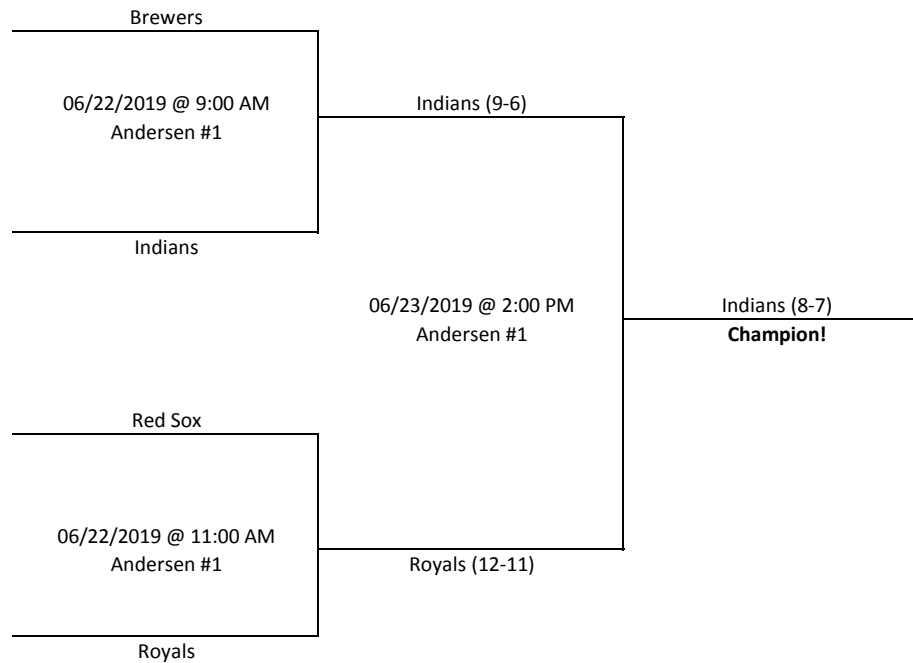 Brewers
06/22/2019 @ 9:00 AM
Andersen #1
Indians (9-6)
Indians
06/23/2019 @ 2:00 PM
Andersen #1
Indians (8-7)
Champion!
Red Sox
06/22/2019 @ 11:00 AM
Andersen #1
Royals (12-11)
Royals